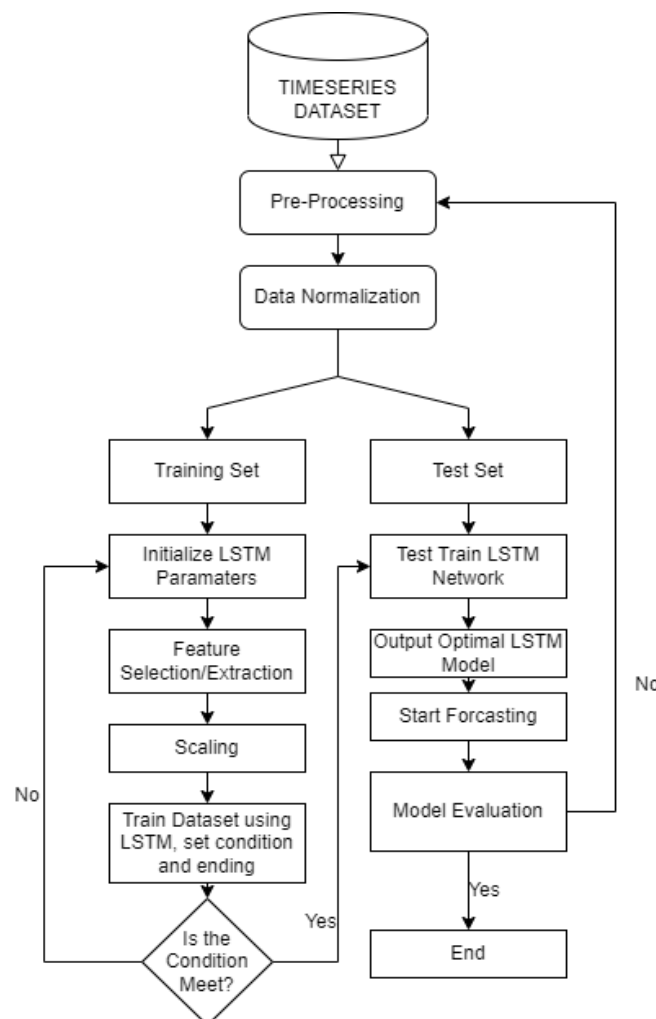 TIMESERIES
DATASET
Pre-Processing
Data Normalization
Training Set
Test Set
Initialize LSTM
Paramaters
Test Train LSTM
Network
Feature
Selection/Extraction
Output Optimal LSTM
Model
No
Scaling
Start Forcasting
No
Train Dataset using
LSTM, set condition
and ending
Model Evaluation
Yes
Yes
Is the
Condition
Meet?
End